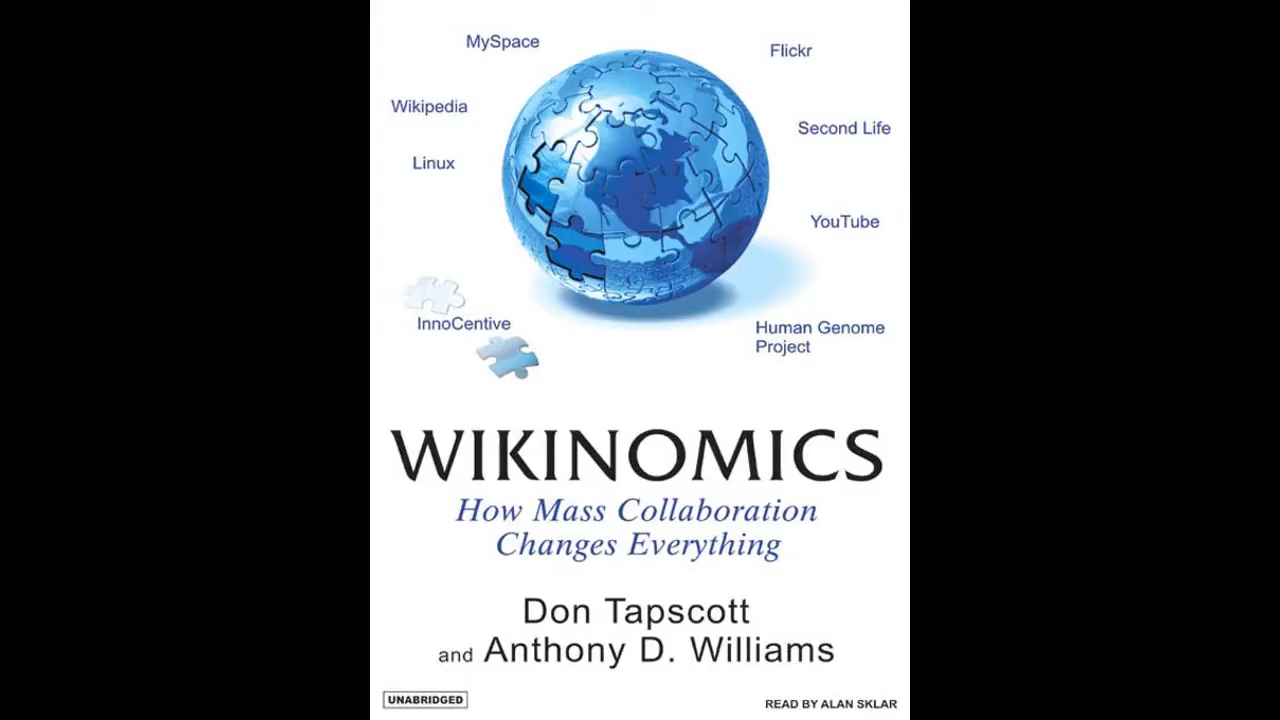 MySpace
Flickr
Wikipedia
Second Life
Linux
YouTube
InnoCentive
Human Genome
Project
WIKINOMICS
How Mass Collaboration
Changes Everything
Don Tapscott
and Anthony D. Williams
UNABRIDGED
READ BY ALAN SKLAR